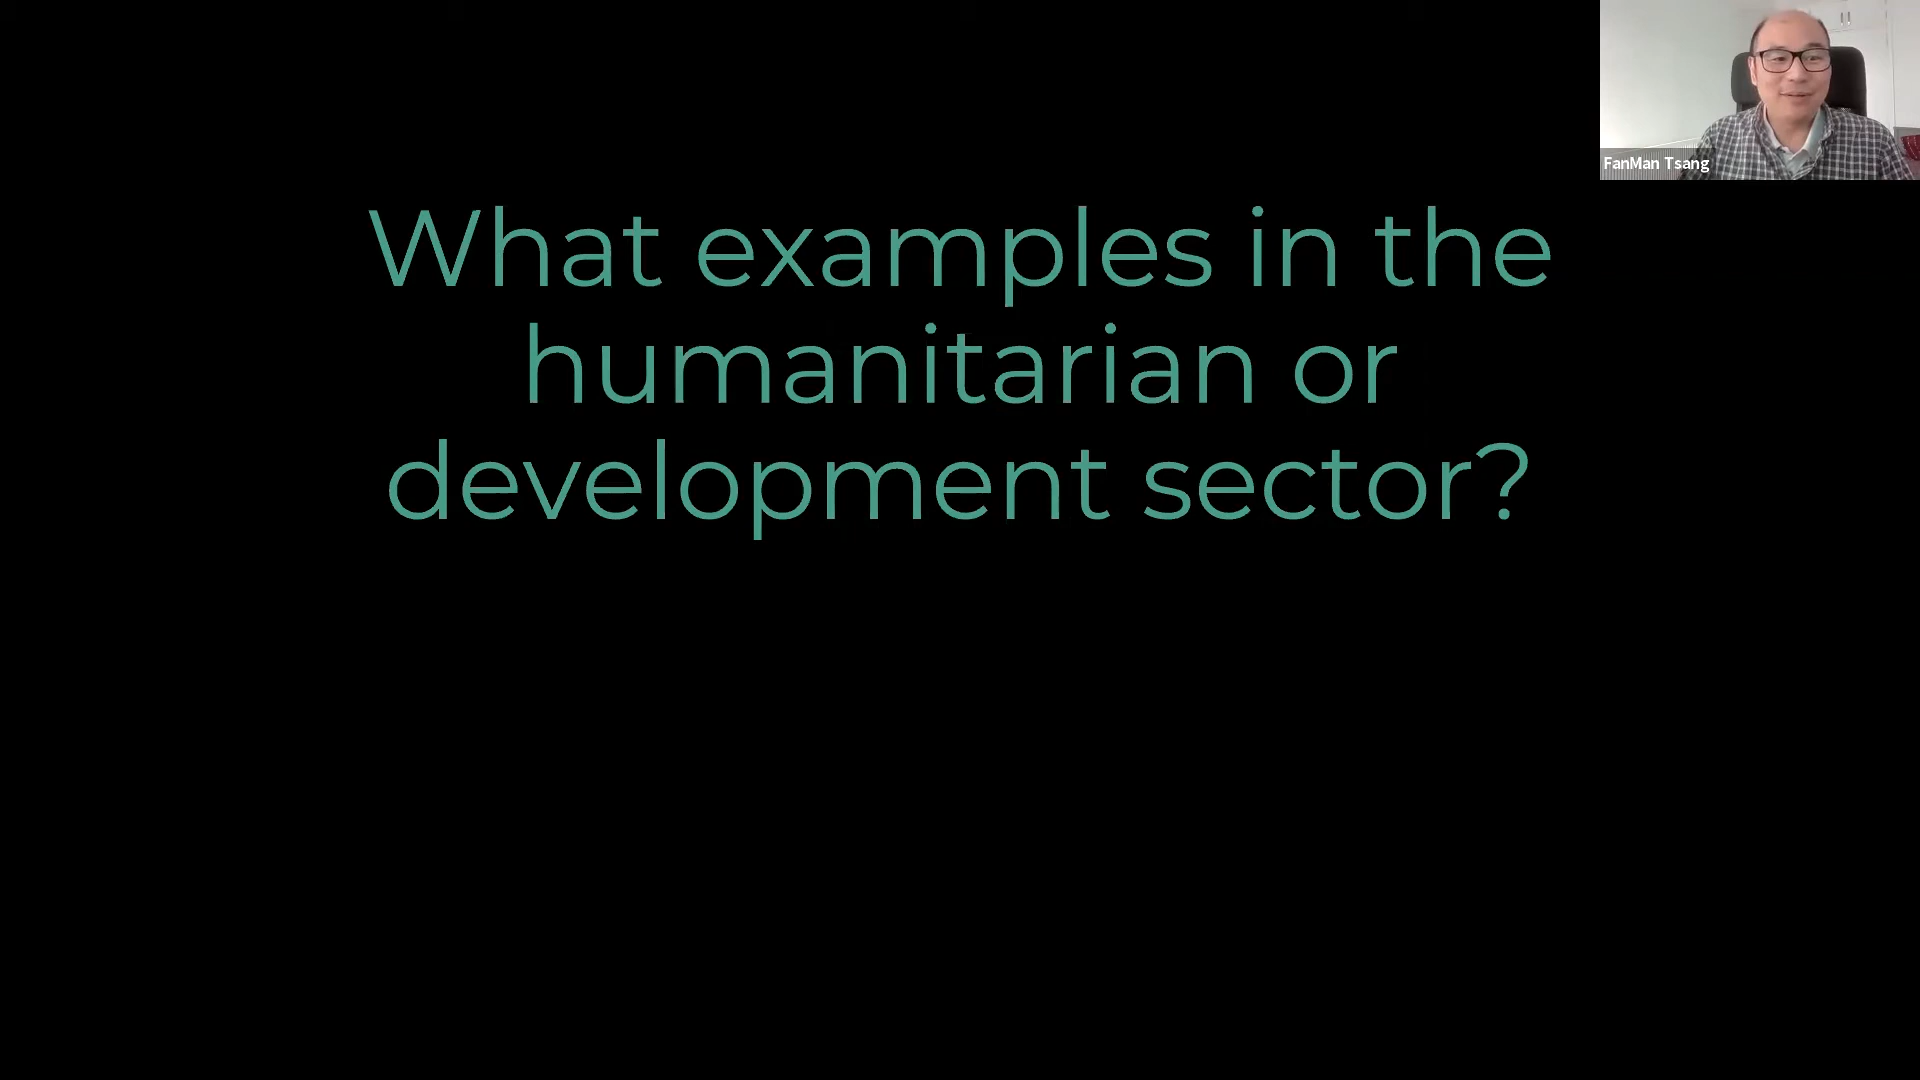 What examples in the
humanitarian or
development sector?
FanMan Tsang